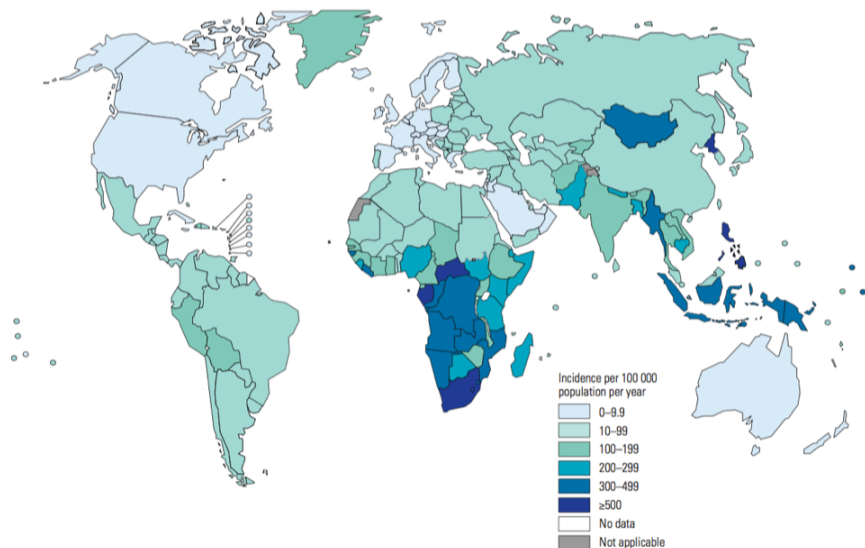 Incidence per 100 000
population per year
0–9.9
10–99
100–199
200–299
300–499
≥500
No data
Not applicable